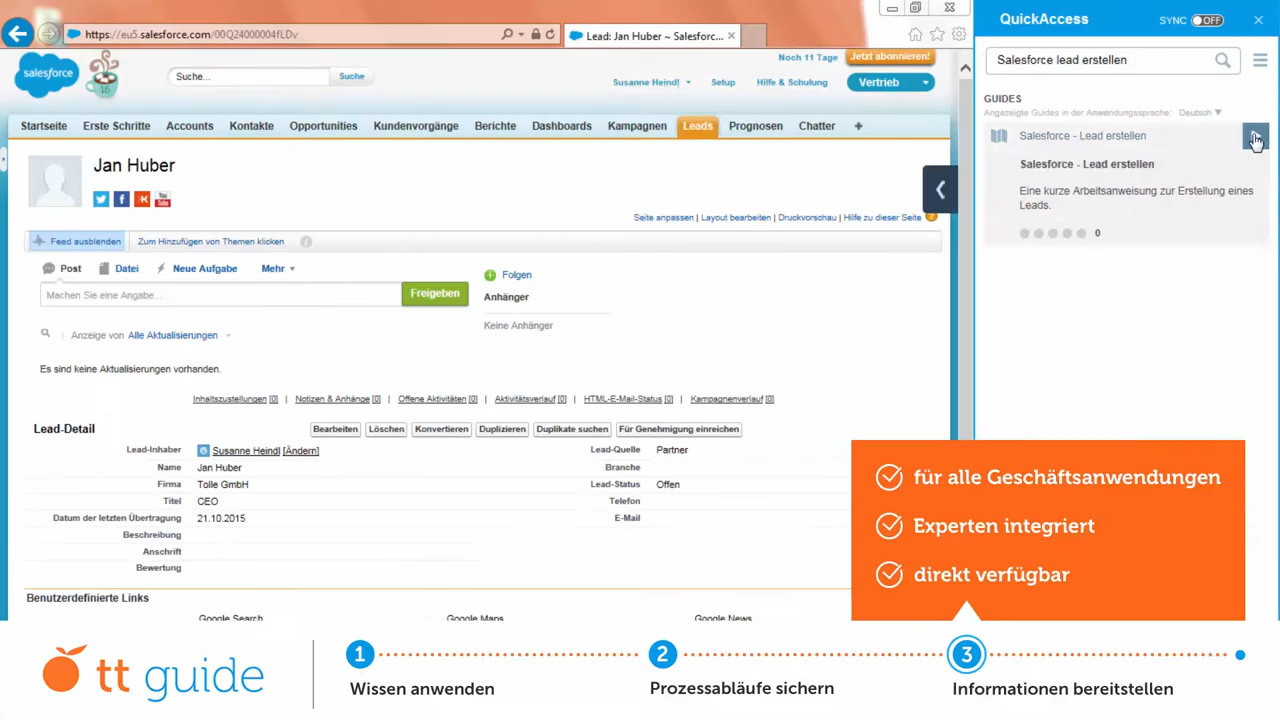 https://eu5.salesforce.com/00Q24000004fLDv
Lead: Jan Huber ~ Salesforc...
salesforce
16
Suche...
Suche
Noch 11 Tage
Jetzt abonnieren!
Susanne Heindl
Setup
Hilfe & Schulung
Vertrieb
Startseite
Erste Schritte
Accounts
Kontakte
Opportunities
Kundenvorgänge
Berichte
Dashboards
Kampagnen
Leads
Prognosen
Chatter
+
Jan Huber
You Tube
Seite anpassen | Layout bearbeiten | Druckvorschau | Hilfe zu dieser Seite ?
Feed ausblenden
Zum Hinzufügen von Themen klicken
Post
Datei
Neue Aufgabe
Mehr
Machen Sie eine Angabe...
Freigeben
Folgen
Anhänger
Keine Anhänger
Anzeige von Alle Aktualisierungen
Es sind keine Aktualisierungen vorhanden.
Inhaltszustellungen [0] | Notizen & Anhänge [0] | Offene Aktivitäten [0] | Aktivitätsverlauf [0] | HTML-E-Mail-Status [0] | Kampagnenverlauf [0]
Lead-Detail
Bearbeiten
Löschen
Konvertieren
Duplizieren
Duplikate suchen
Für Genehmigung einreichen
Lead-Inhaber Susanne Heindl [Ändern]
Lead-Quelle Partner
Name Jan Huber
Branche
Firma Tolle GmbH
Lead-Status Offen
Titel CEO
Telefon
Datum der letzten Übertragung 21.10.2015
E-Mail
Beschreibung
Anschrift
Bewertung
Benutzerdefinierte Links
Google Search
Google Maps
Google News
QuickAccess
SYNC OFF
Salesforce lead erstellen
GUIDES
Angezeigte Guides in der Anwendungssprache: Deutsch
Salesforce - Lead erstellen
Salesforce - Lead erstellen
Eine kurze Arbeitsanweisung zur Erstellung eines
Leads.
0
für alle Geschäftsanwendungen
Experten integriert
direkt verfügbar
tt guide
1
Wissen anwenden
2
Prozessabläufe sichern
3
Informationen bereitstellen